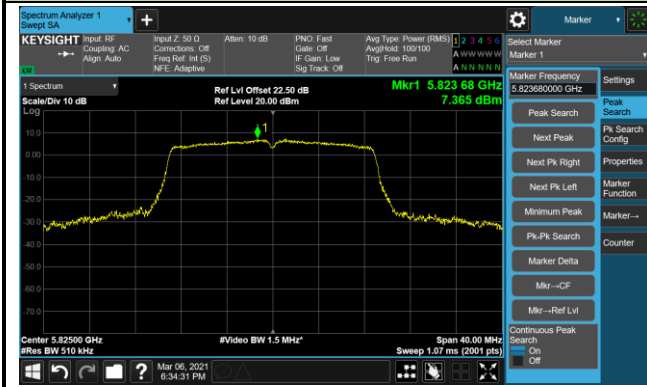 Spectrum Analyzer 1
Swept SA
+
Marker
KEYSIGHT
Input: RF
Coupling: AC
Align: Auto
Input Z: 50 Ω
Corrections: Off
Freq Ref: Int (S)
NFE: Adaptive
Atten: 10 dB
PNO: Fast
Gate: Off
IF Gain: Low
Sig Track: Off
Avg Type: Power (RMS)
Avg|Hold: 100/100
Trig: Free Run
1 2 3 4 5 6
A W W W W W
A N N N N N
Select Marker
Marker 1
1 Spectrum
Scale/Div 10 dB
Log
Ref Lvl Offset 22.50 dB
Ref Level 20.00 dBm
Mkr1 5.823 68 GHz
7.365 dBm
1
10.0
0.00
-10.0
-20.0
-30.0
-40.0
-50.0
-60.0
-70.0
Center 5.82500 GHz
#Res BW 510 kHz
#Video BW 1.5 MHz*
Span 40.00 MHz
Sweep 1.07 ms (2001 pts)
Marker Frequency
5.823680000 GHz
Peak Search
Next Peak
Next Pk Right
Next Pk Left
Minimum Peak
Pk-Pk Search
Marker Delta
Mkr→CF
Mkr→Ref Lvl
Continuous Peak
Search
On
Off
Settings
Peak
Search
Pk Search
Config
Properties
Marker
Function
Marker→
Counter
?
Mar 06, 2021
6:34:31 PM